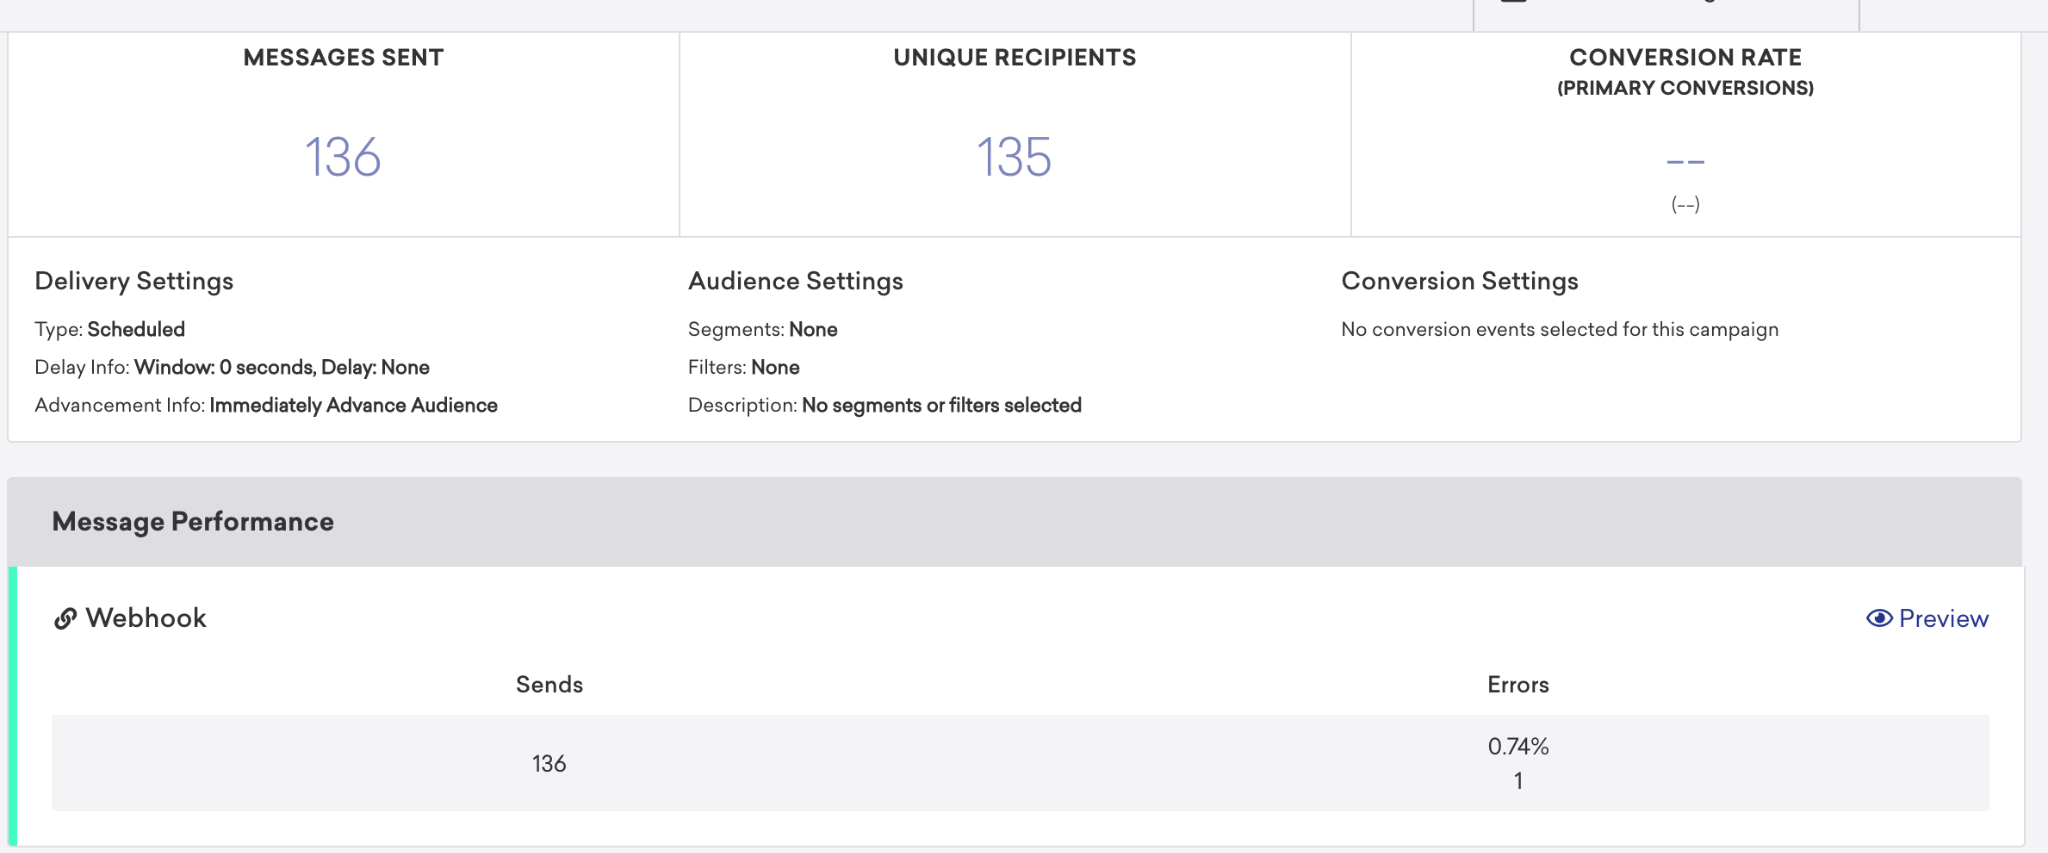 MESSAGES SENT
136
UNIQUE RECIPIENTS
135
CONVERSION RATE
(PRIMARY CONVERSIONS)
--
(--)
Delivery Settings
Type: Scheduled
Delay Info: Window: 0 seconds, Delay: None
Advancement Info: Immediately Advance Audience
Audience Settings
Segments: None
Filters: None
Description: No segments or filters selected
Conversion Settings
No conversion events selected for this campaign
Message Performance
Webhook
Preview
Sends
Errors
136
0.74%
1